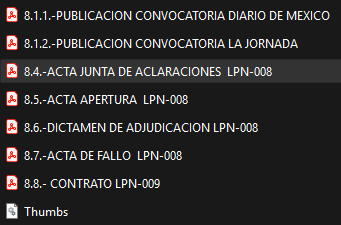 8.1.1.-PUBLICACION CONVOCATORIA DIARIO DE MEXICO
8.1.2.-PUBLICACION CONVOCATORIA LA JORNADA
8.4.-ACTA JUNTA DE ACLARACIONES  LPN-008
8.5.-ACTA APERTURA  LPN-008
8.6.-DICTAMEN DE ADJUDICACION LPN-008
8.7.-ACTA DE FALLO  LPN-008
8.8.- CONTRATO LPN-009
Thumbs